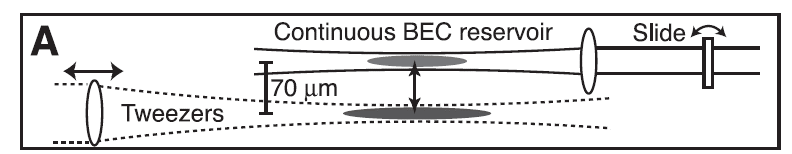 A
Continuous BEC reservoir
Slide
70 μm
Tweezers